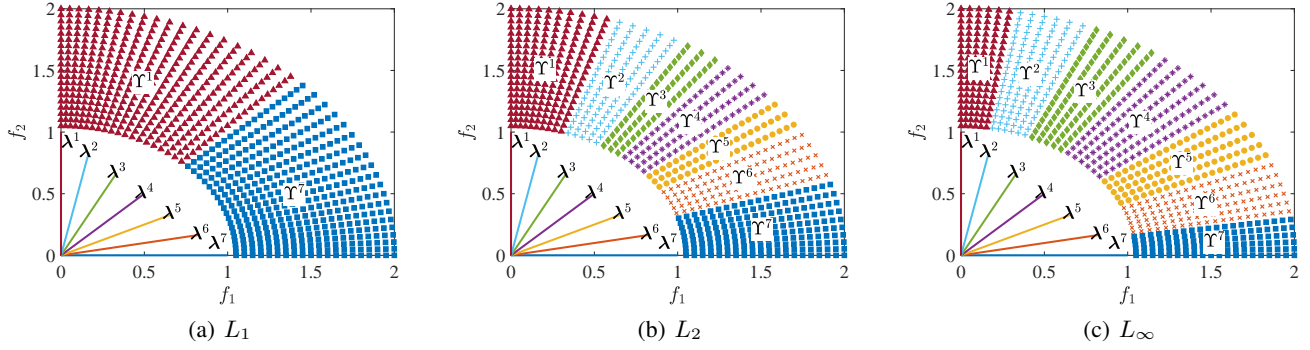 2
1.5
1
0.5
0
f₂
ϒ¹
ϒ⁷
λ¹
λ²
λ³
λ⁴
λ⁵
λ⁶
λ⁷
0 0.5 1 1.5 2
f₁
(a) L₁
2
1.5
1
0.5
0
f₂
ϒ¹
ϒ²
ϒ³
ϒ⁴
ϒ⁵
ϒ⁶
ϒ⁷
λ¹
λ²
λ³
λ⁴
λ⁵
λ⁶
λ⁷
0 0.5 1 1.5 2
f₁
(b) L₂
2
1.5
1
0.5
0
f₂
ϒ¹
ϒ²
ϒ³
ϒ⁴
ϒ⁵
ϒ⁶
ϒ⁷
λ¹
λ²
λ³
λ⁴
λ⁵
λ⁶
λ⁷
0 0.5 1 1.5 2
f₁
(c) L∞